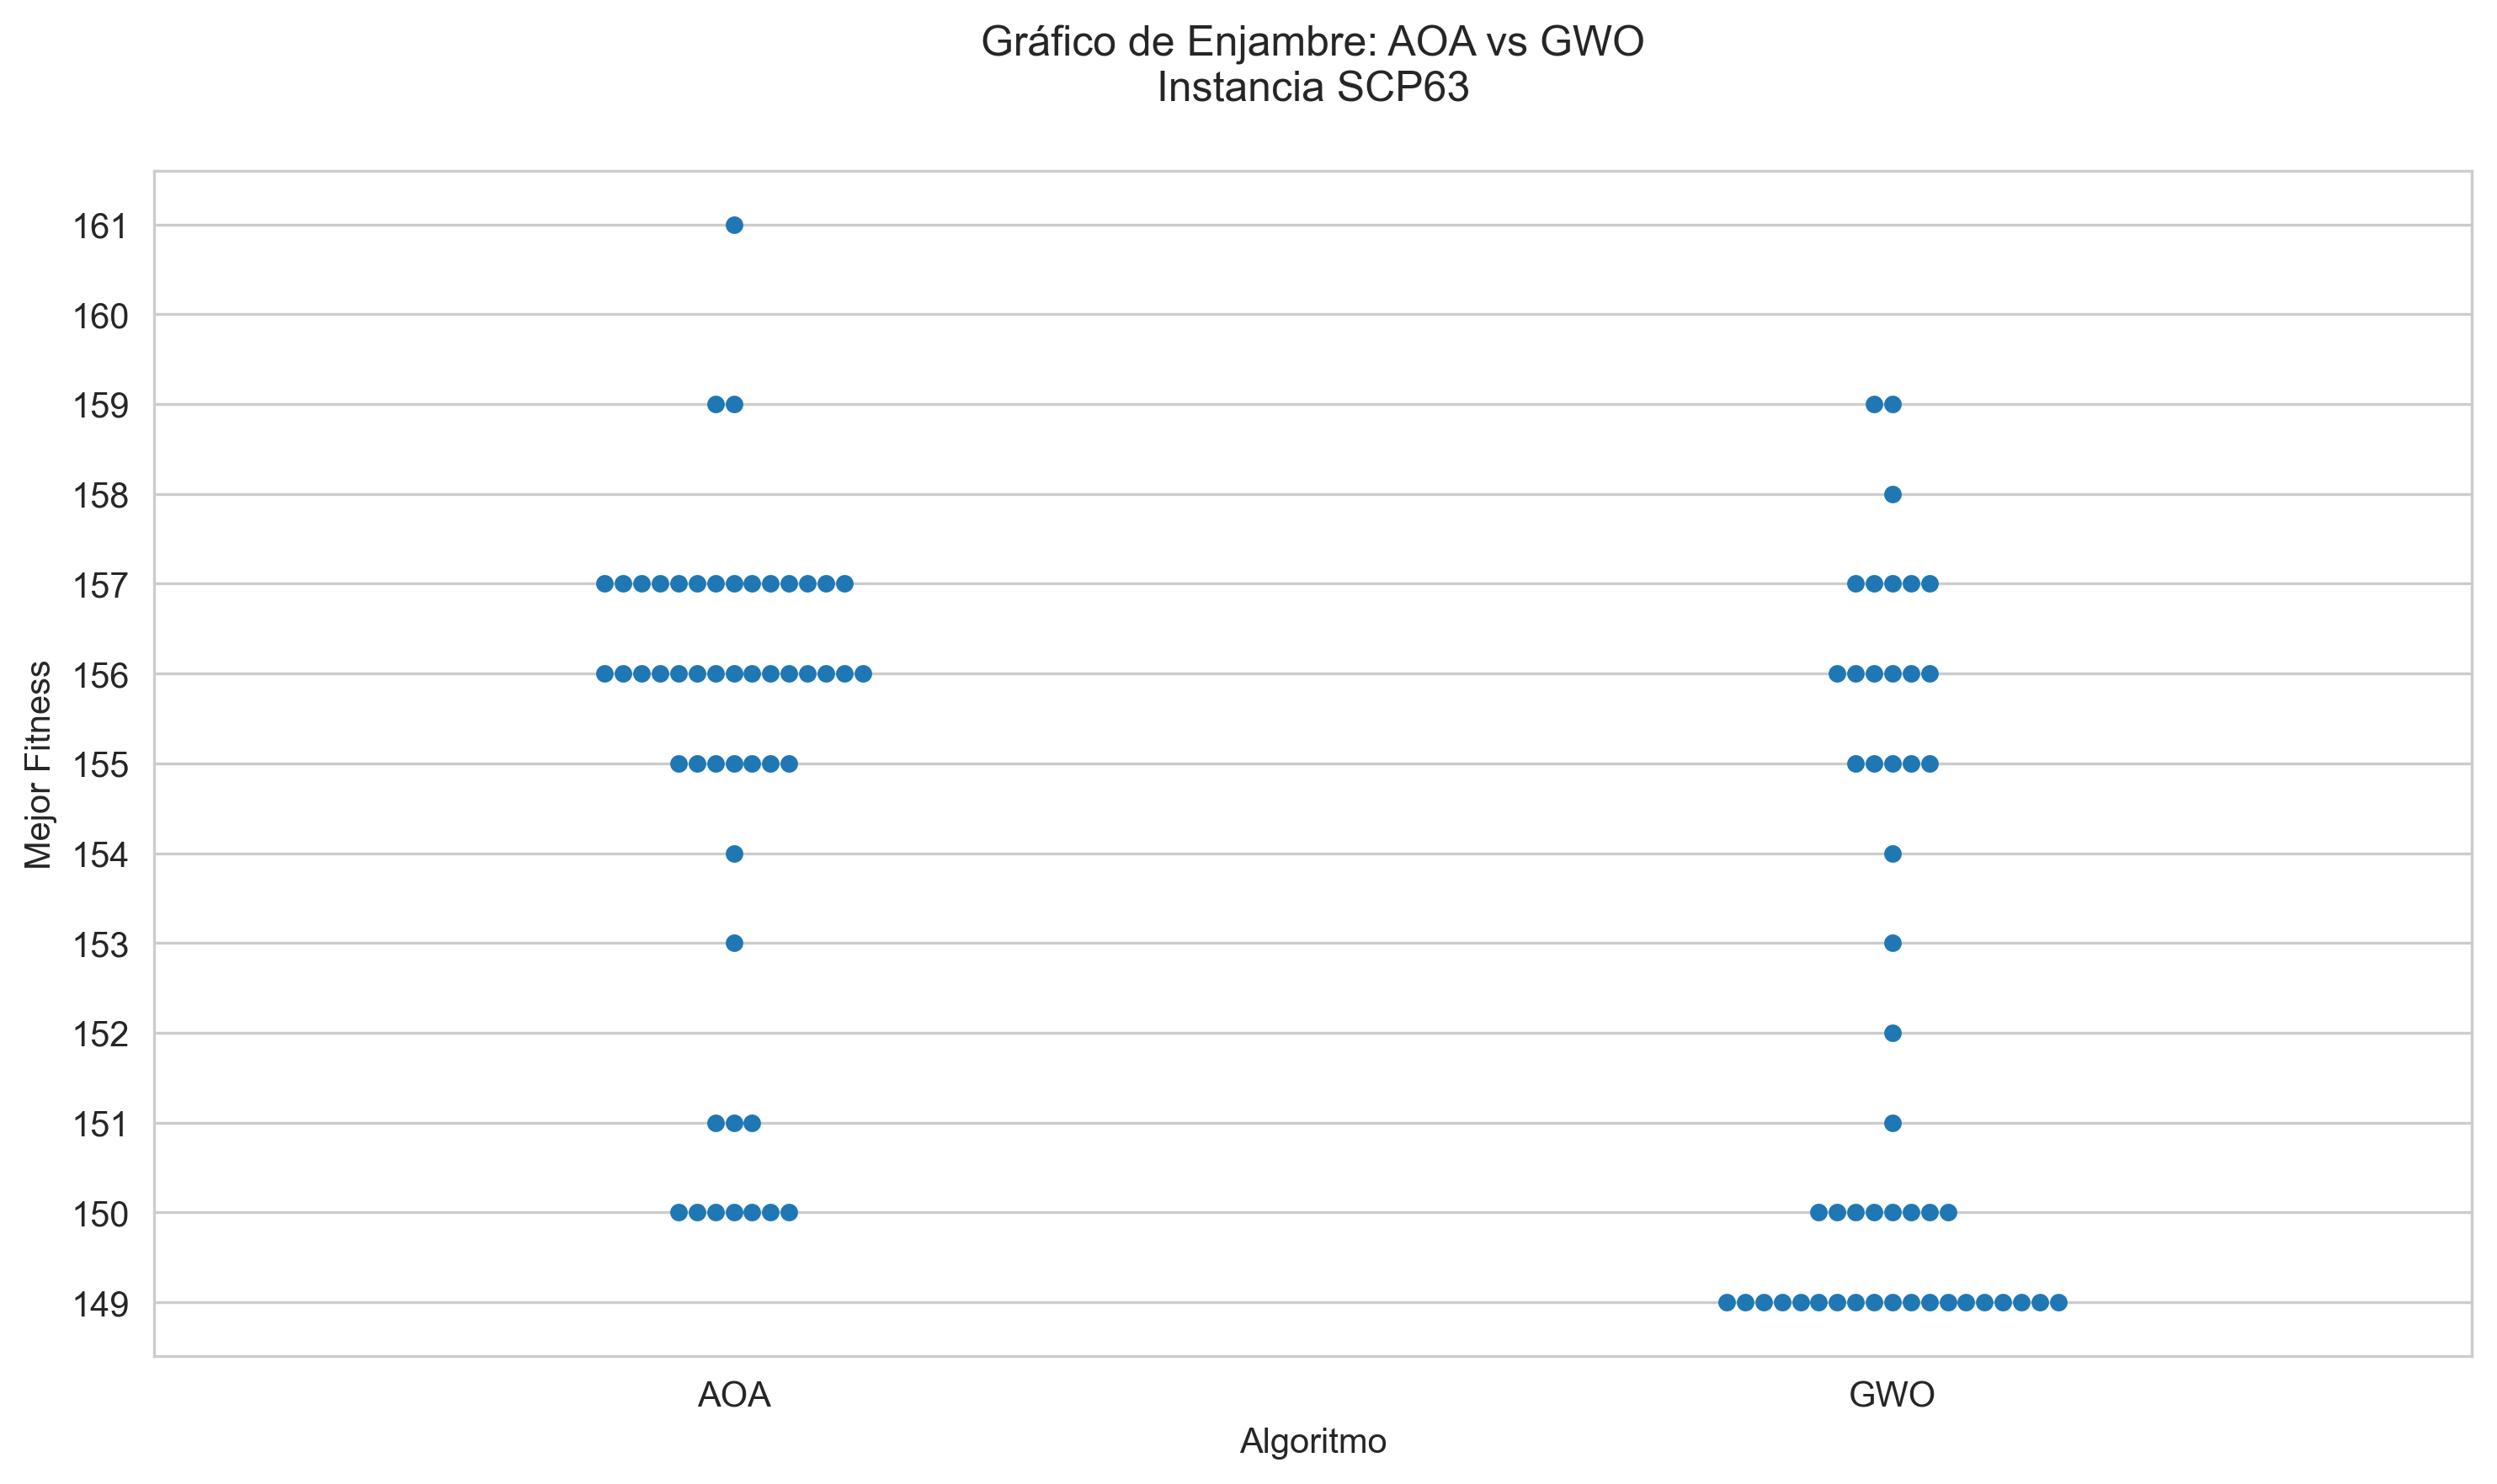 Gráfico de Enjambre: AOA vs GWO
Instancia SCP63
161
160
159
158
157
156
155
154
153
152
151
150
149
Mejor Fitness
AOA
GWO
Algoritmo